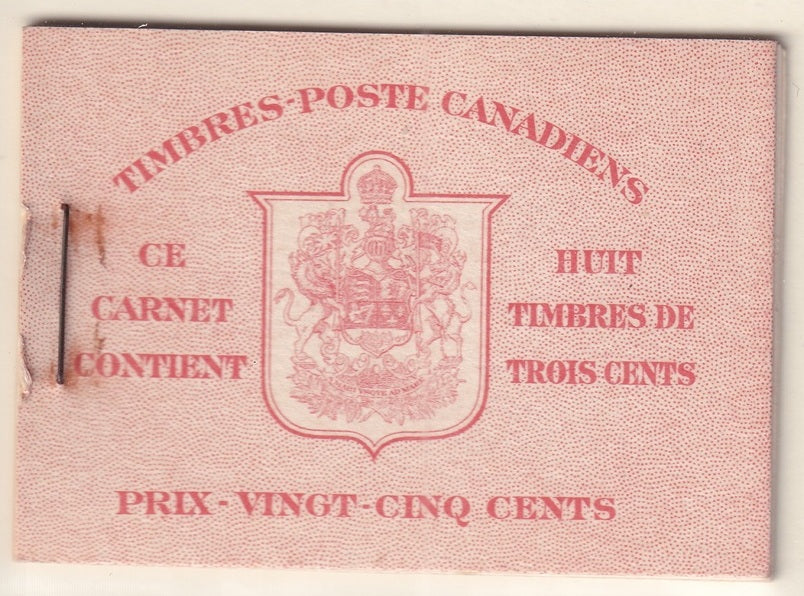 TIMBRES-POSTE CANADIENS
CE
CARNET
CONTIENT
HUIT
TIMBRES DE
TROIS CENTS
PRIX - VINGT - CINQ CENTS